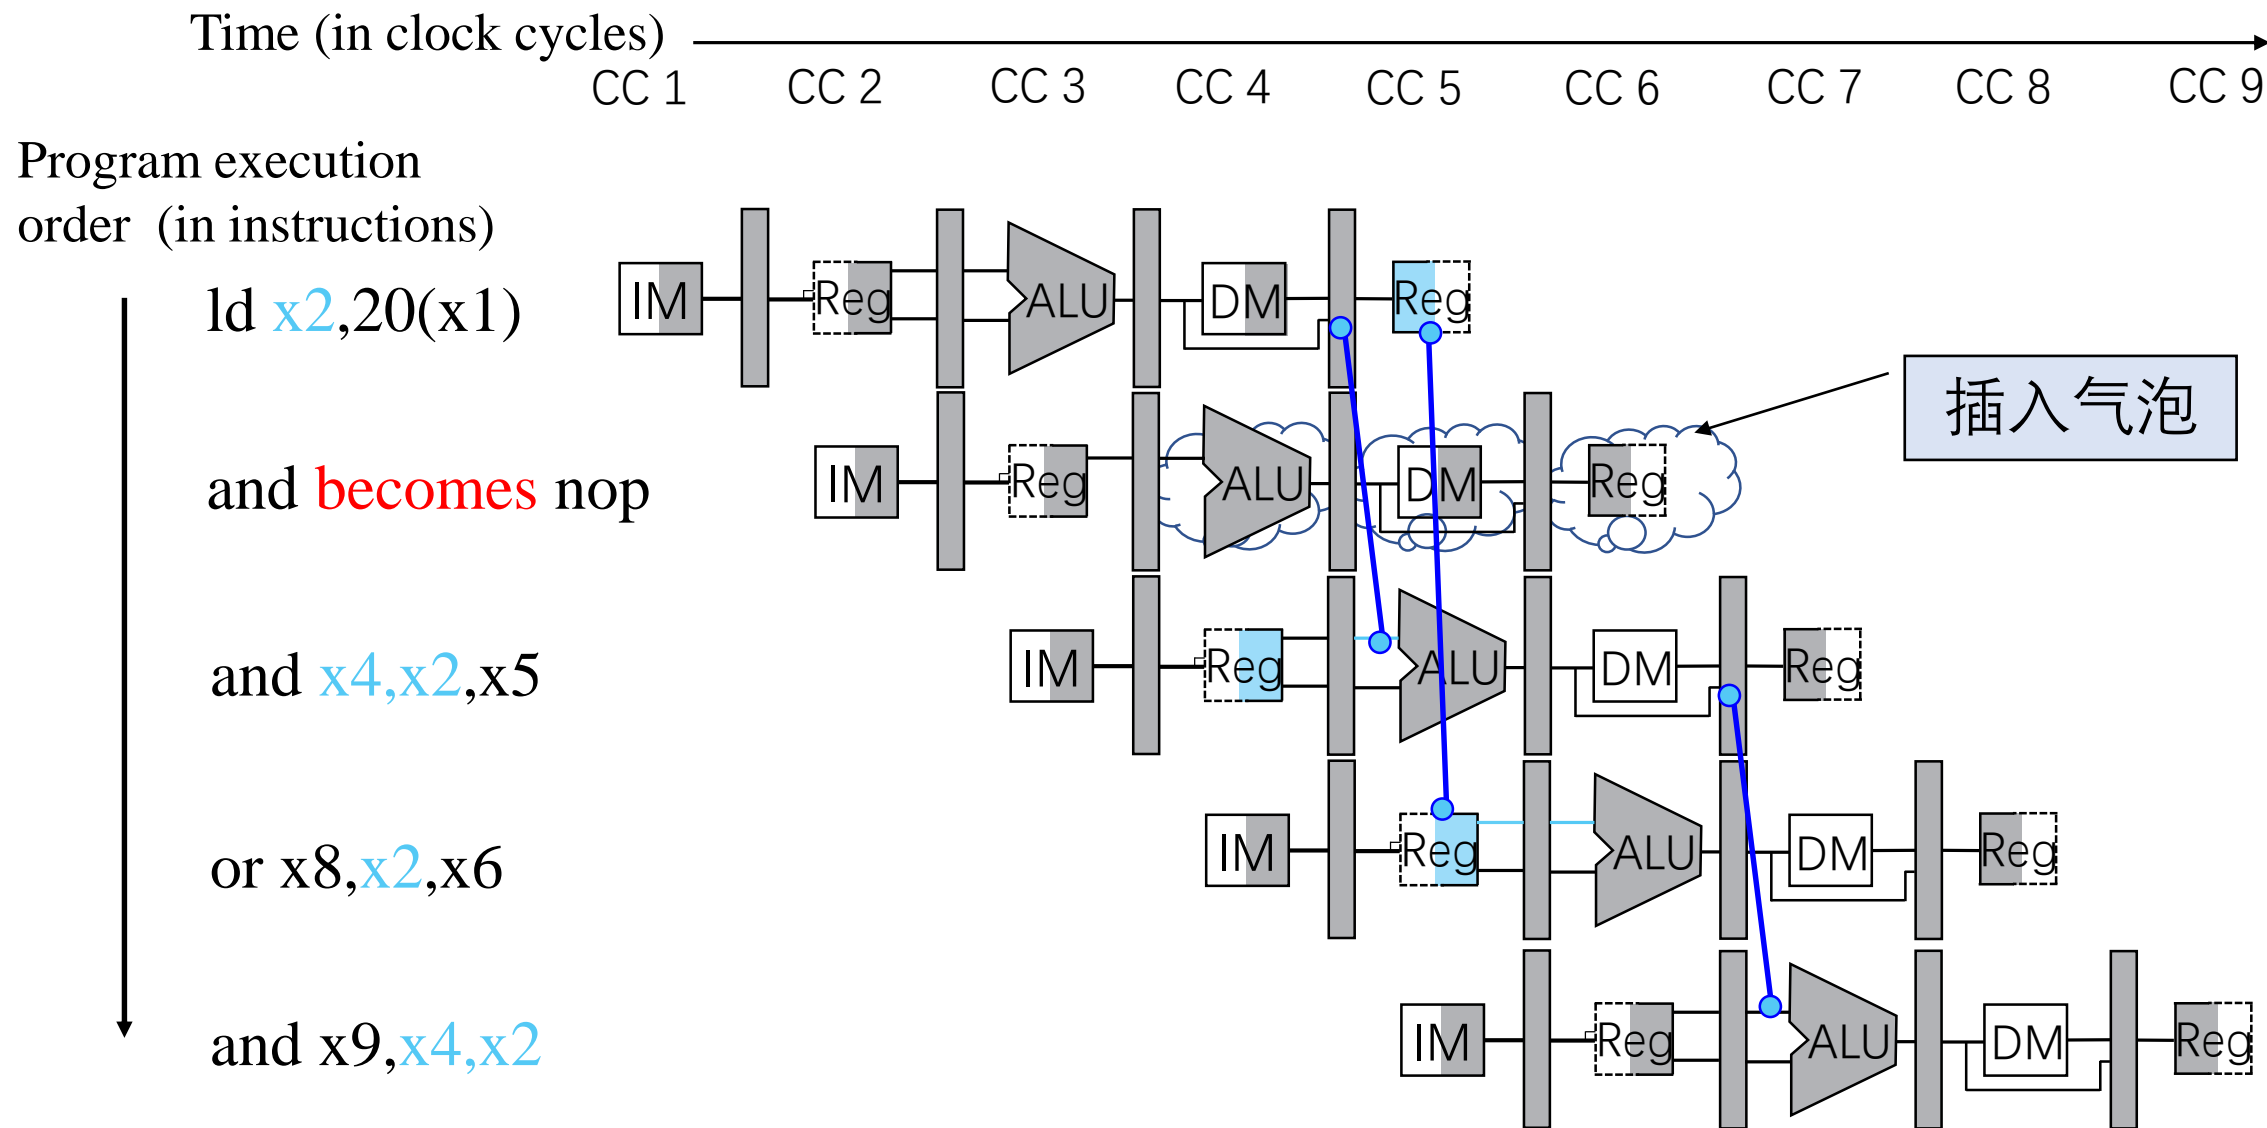 Time (in clock cycles)
CC 1 CC 2 CC 3 CC 4 CC 5 CC 6 CC 7 CC 8 CC 9
Program execution
order (in instructions)
ld x2,20(x1)
IM Reg ALU DM Reg
插入气泡
and becomes nop
IM Reg ALU DM Reg
and x4,x2,x5
IM Reg ALU DM Reg
or x8,x2,x6
IM Reg ALU DM Reg
and x9,x4,x2
IM Reg ALU DM Reg